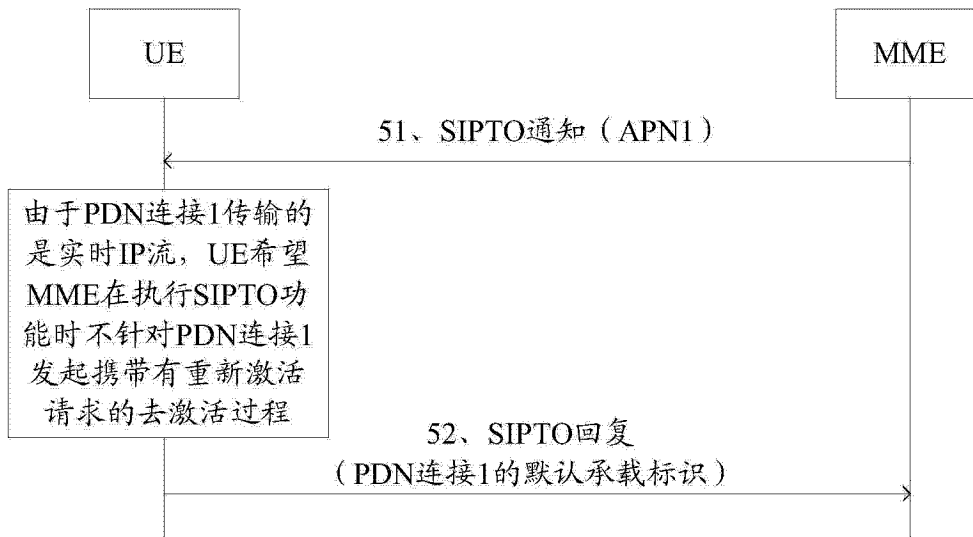 UE
MME
51、SIPTO通知（APN1）
由于PDN连接1传输的
是实时IP流，UE希望
MME在执行SIPTO功
能时不针对PDN连接1
发起携带有重新激活
请求的去激活过程
52、SIPTO回复
（PDN连接1的默认承载标识）